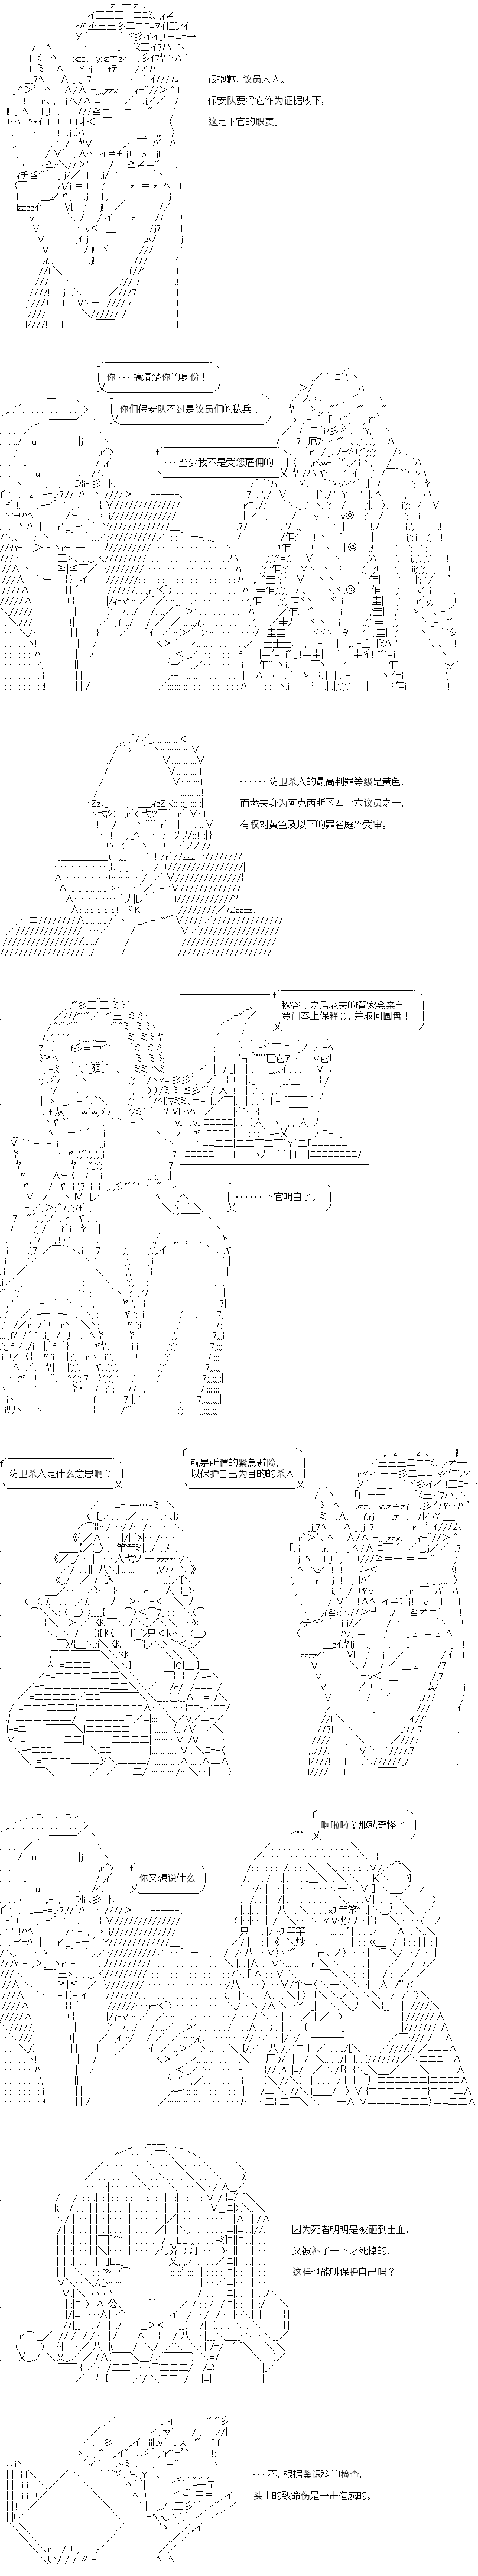 很抱歉，议员大人。
保安队要将它作为证据收下，
这是下官的职责。
你···搞清楚你的身份！
你们保安队不过是议员们的私兵！
···至少我不是受您雇佣的
······防卫杀人的最高判罪等级是黄色，
而老夫身为阿克西斯区四十六议员之一，
有权对黄色及以下的罪名庭外受审。
秋谷！之后老夫的管家会亲自
登门奉上保释金，并取回圆盘！
······下官明白了。
防卫杀人是什么意思啊？
就是所谓的紧急避险，
以保护自己为目的的杀人
啊啦啦？那就奇怪了
你又想说什么
因为死者明明是被砸到出血，
又被补了一下才死掉的，
这样也能叫保护自己吗？
···不，根据鉴识科的检查，
头上的致命伤是一击造成的。